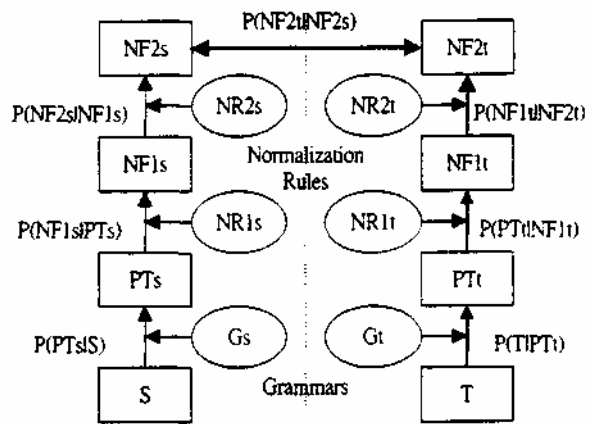 P(NF2t|NF2s)
NF2s
NF2t
NR2s
NR2t
P(NF2s|NF1s)
P(NF1t|NF2t)
Normalization
Rules
NF1s
NF1t
P(NF1s|PTs)
NR1s
NR1t
P(PTt|NF1t)
PTs
PTt
P(PTs|S)
Gs
Gt
P(T|PTt)
S
Grammars
T